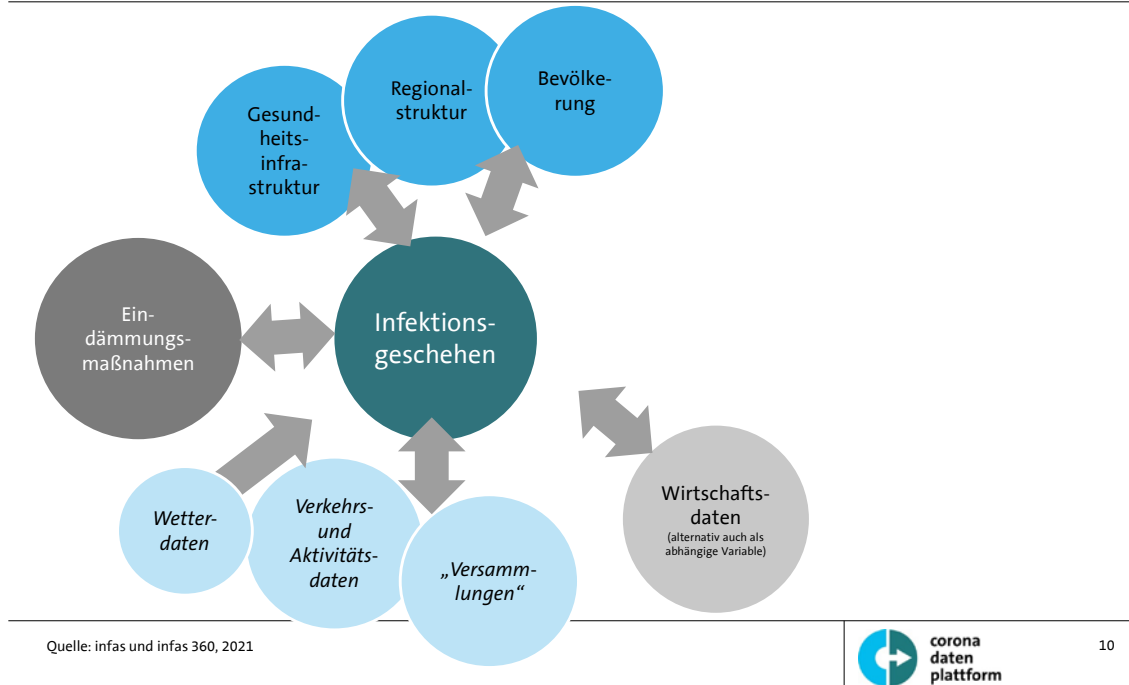 Gesund-
heits-
infra-
struktur
Regional-
struktur
Bevölke-
rung
Ein-
dämmungs-
maßnahmen
Infektions-
geschehen
Wetter-
daten
Verkehrs-
und
Aktivitäts-
daten
„Versamm-
lungen“
Wirtschafts-
daten
(alternativ auch als
abhängige Variable)
Quelle: infas und infas 360, 2021
corona
daten
plattform
10